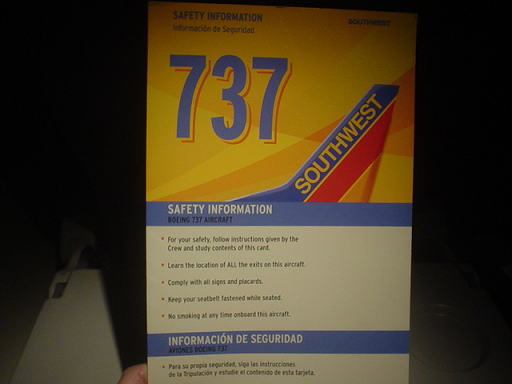 SAFETY INFORMATION
SOUTHWEST
Información de Seguridad
737
SOUTHWEST
SAFETY INFORMATION
BOEING 737 AIRCRAFT
• For your safety, follow instructions given by the
Crew and study contents of this card.
• Learn the location of ALL the exits on this aircraft.
• Comply with all signs and placards.
• Keep your seatbelt fastened while seated.
• No smoking at any time onboard this aircraft.
INFORMACIÓN DE SEGURIDAD
AVIONES BOEING 737
• Para su propia seguridad, siga las instrucciones
de la Tripulación y estudie el contenido de esta tarjeta.